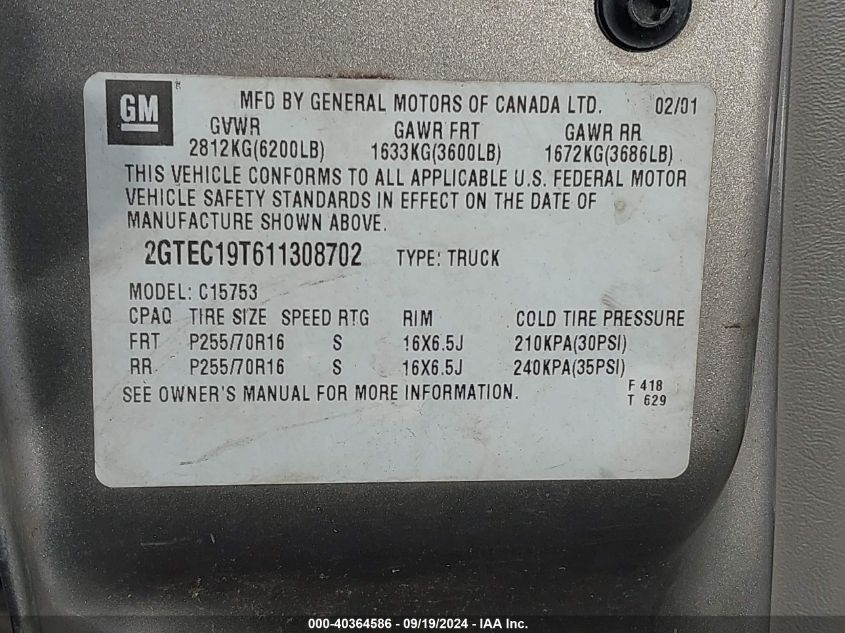 GM
MFD BY GENERAL MOTORS OF CANADA LTD. 02/01
GVWR GAWR FRT GAWR RR
2812KG(6200LB) 1633KG(3600LB) 1672KG(3686LB)
THIS VEHICLE CONFORMS TO ALL APPLICABLE U.S. FEDERAL MOTOR
VEHICLE SAFETY STANDARDS IN EFFECT ON THE DATE OF
MANUFACTURE SHOWN ABOVE.
2GTEC19T611308702 TYPE: TRUCK
MODEL: C15753
CPAQ TIRE SIZE SPEED RTG RIM COLD TIRE PRESSURE
FRT P255/70R16 S 16X6.5J 210KPA(30PSI)
RR P255/70R16 S 16X6.5J 240KPA(35PSI)
SEE OWNER'S MANUAL FOR MORE INFORMATION.
F 418
T 629
000-40364586 - 09/19/2024 - IAA Inc.